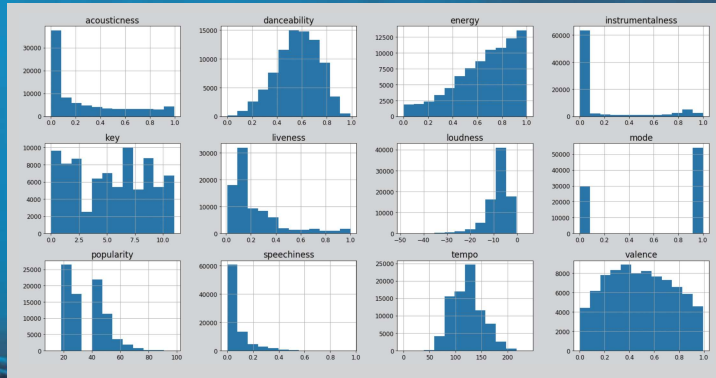 acousticness
danceability
energy
instrumentalness
30000
20000
10000
0
0.0 0.2 0.4 0.6 0.8 1.0
15000
10000
5000
0
0.0 0.2 0.4 0.6 0.8 1.0
12500
10000
7500
5000
2500
0
0.0 0.2 0.4 0.6 0.8 1.0
60000
40000
20000
0
0.0 0.2 0.4 0.6 0.8 1.0
key
liveness
loudness
mode
10000
8000
6000
4000
2000
0
0.0 2.5 5.0 7.5 10.0
30000
20000
10000
0
0.0 0.2 0.4 0.6 0.8 1.0
40000
30000
20000
10000
0
−50 −40 −30 −20 −10 0
50000
40000
30000
20000
10000
0
0.0 0.2 0.4 0.6 0.8 1.0
popularity
speechiness
tempo
valence
25000
20000
15000
10000
5000
0
20 40 60 80 100
60000
40000
20000
0
0.0 0.2 0.4 0.6 0.8 1.0
25000
20000
15000
10000
5000
0
0 50 100 150 200
8000
6000
4000
2000
0
0.0 0.2 0.4 0.6 0.8 1.0